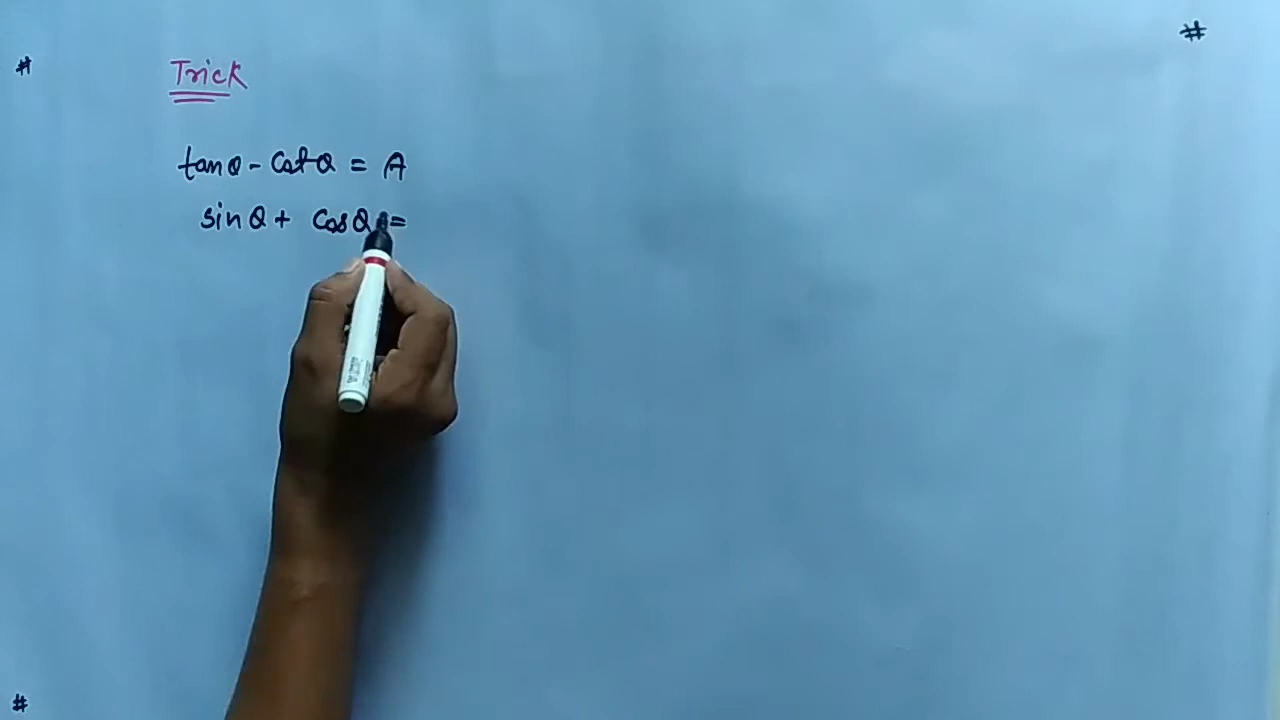 #
#
Trick
tanθ - Cotθ = A
sinθ + Cosθ =
#